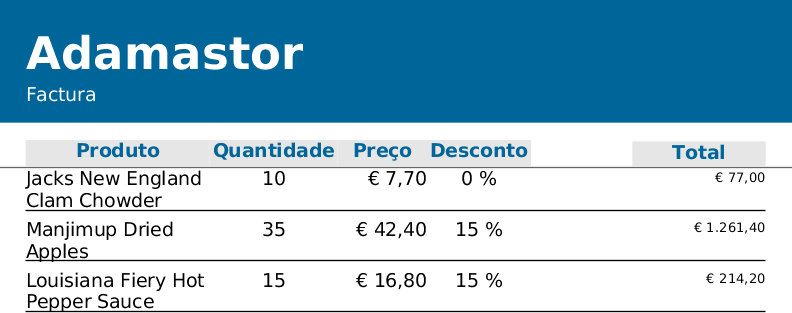 Adamastor
Factura
Produto Quantidade Preço Desconto Total
Jacks New England Clam Chowder 10 € 7,70 0 % € 77,00
Manjimup Dried Apples 35 € 42,40 15 % € 1.261,40
Louisiana Fiery Hot Pepper Sauce 15 € 16,80 15 % € 214,20